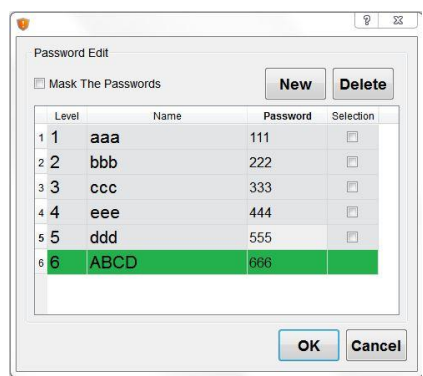 Password Edit
Mask The Passwords New Delete
Level Name Password Selection
1 1 aaa 111
2 2 bbb 222
3 3 ccc 333
4 4 eee 444
5 5 ddd 555
6 6 ABCD 666
OK Cancel